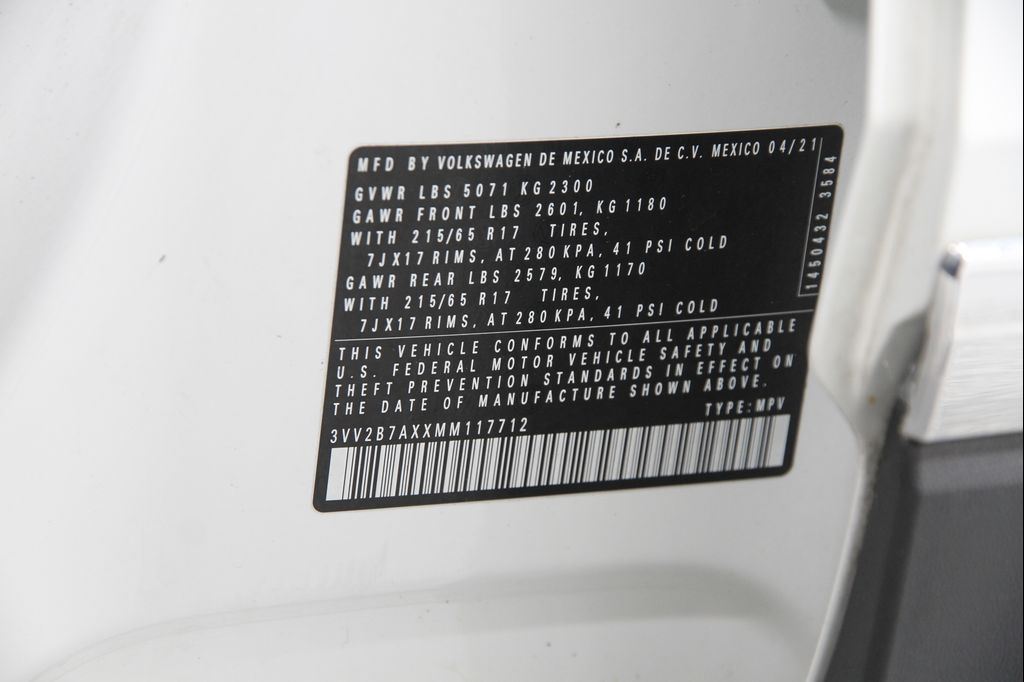 MFD BY VOLKSWAGEN DE MEXICO S.A. DE C.V. MEXICO 04/21
GVWR LBS 5071 KG 2300
GAWR FRONT LBS 2601, KG 1180
WITH 215/65 R17 TIRES,
7JX17 RIMS, AT 280 KPA, 41 PSI COLD
GAWR REAR LBS 2579, KG 1170
WITH 215/65 R17 TIRES,
7JX17 RIMS, AT 280 KPA, 41 PSI COLD
1450432 3584
THIS VEHICLE CONFORMS TO ALL APPLICABLE
U.S. FEDERAL MOTOR VEHICLE SAFETY AND
THEFT PREVENTION STANDARDS IN EFFECT ON
THE DATE OF MANUFACTURE SHOWN ABOVE.
TYPE:MPV
3VV2B7AXXMM117712